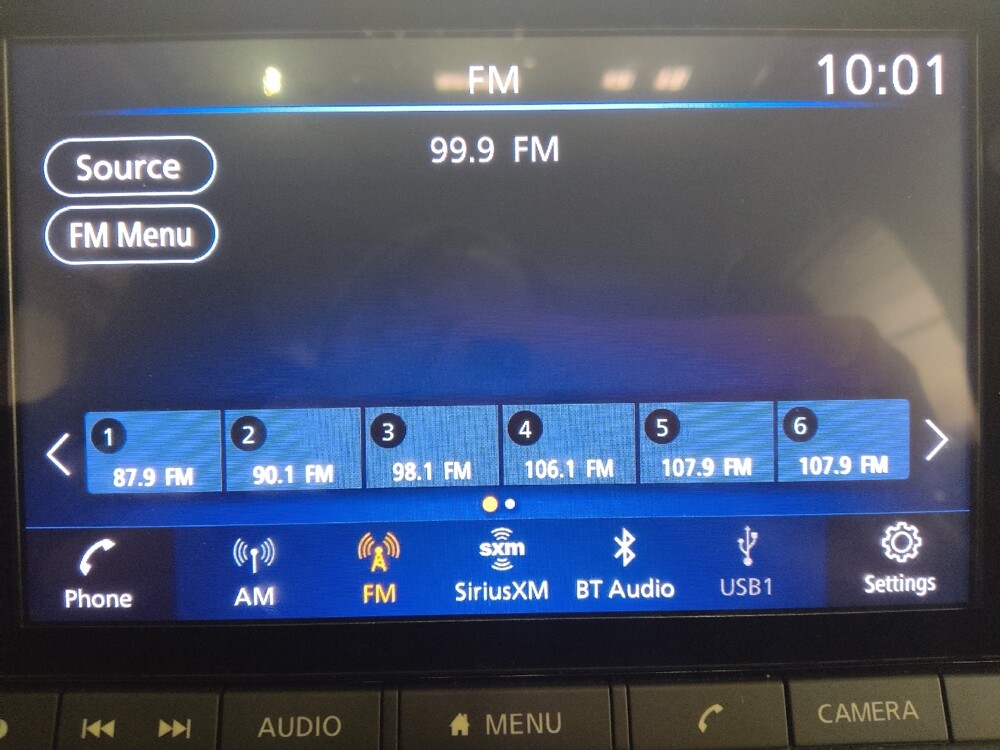 FM
10:01
99.9 FM
Source
FM Menu
1 2 3 4 5 6
87.9 FM 90.1 FM 98.1 FM 106.1 FM 107.9 FM 107.9 FM
sxm
Phone AM FM SiriusXM BT Audio USB1 Settings
AUDIO MENU CAMERA